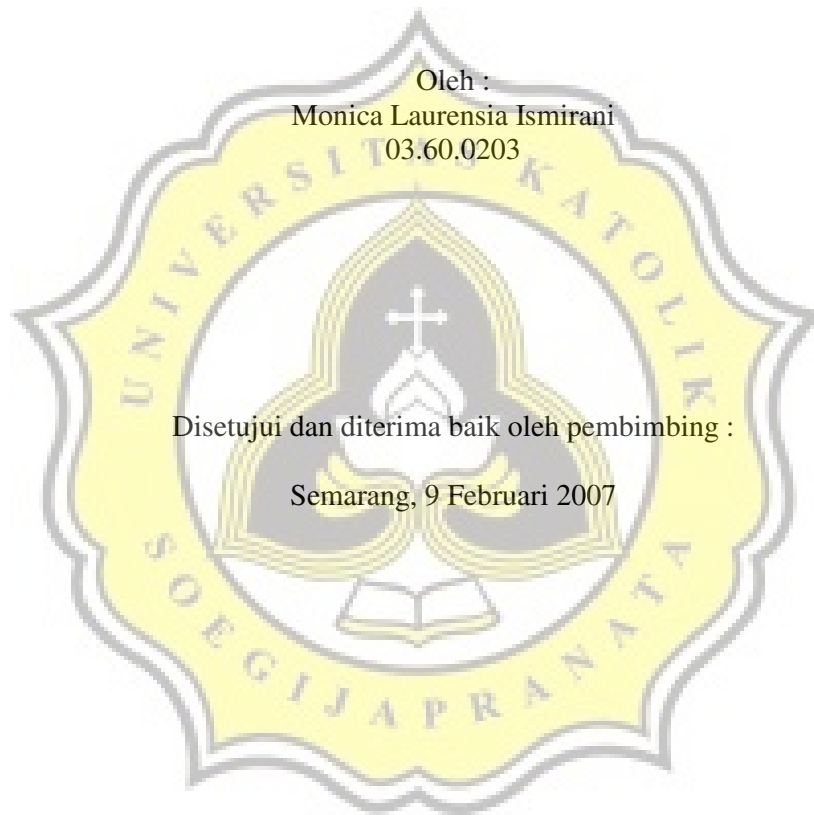 Oleh :
Monica Laurensia Ismirani
03.60.0203
UNIVERSITAS KATOLIK
Disetujui dan diterima baik oleh pembimbing :
Semarang, 9 Februari 2007
SOEGIJAPRANATA